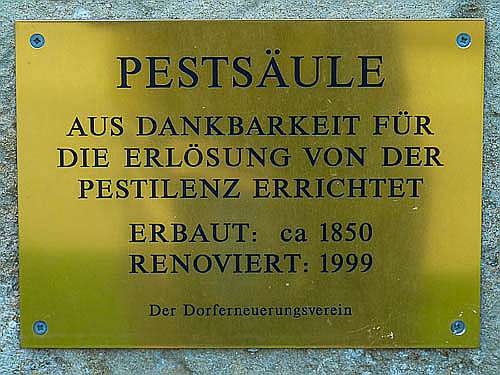 PESTSÄULE
AUS DANKBARKEIT FÜR
DIE ERLÖSUNG VON DER
PESTILENZ ERRICHTET
ERBAUT: ca 1850
RENOVIERT: 1999
Der Dorferneuerungsverein